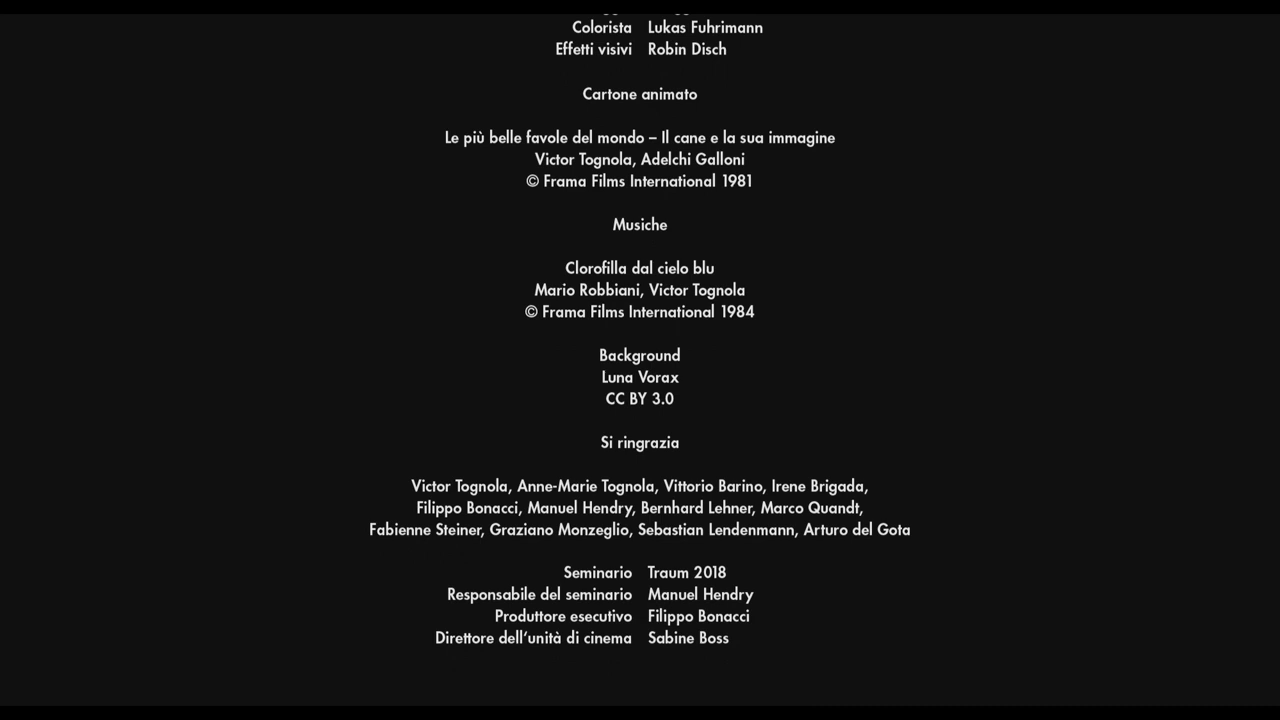 Colorista Lukas Fuhrimann
Effetti visivi Robin Disch
Cartone animato
Le più belle favole del mondo – Il cane e la sua immagine
Victor Tognola, Adelchi Galloni
© Frama Films International 1981
Musiche
Clorofilla dal cielo blu
Mario Robbiani, Victor Tognola
© Frama Films International 1984
Background
Luna Vorax
CC BY 3.0
Si ringrazia
Victor Tognola, Anne-Marie Tognola, Vittorio Barino, Irene Brigada,
Filippo Bonacci, Manuel Hendry, Bernhard Lehner, Marco Quandt,
Fabienne Steiner, Graziano Monzeglio, Sebastian Lendenmann, Arturo del Gota
Seminario Traum 2018
Responsabile del seminario Manuel Hendry
Produttore esecutivo Filippo Bonacci
Direttore dell‘unità di cinema Sabine Boss